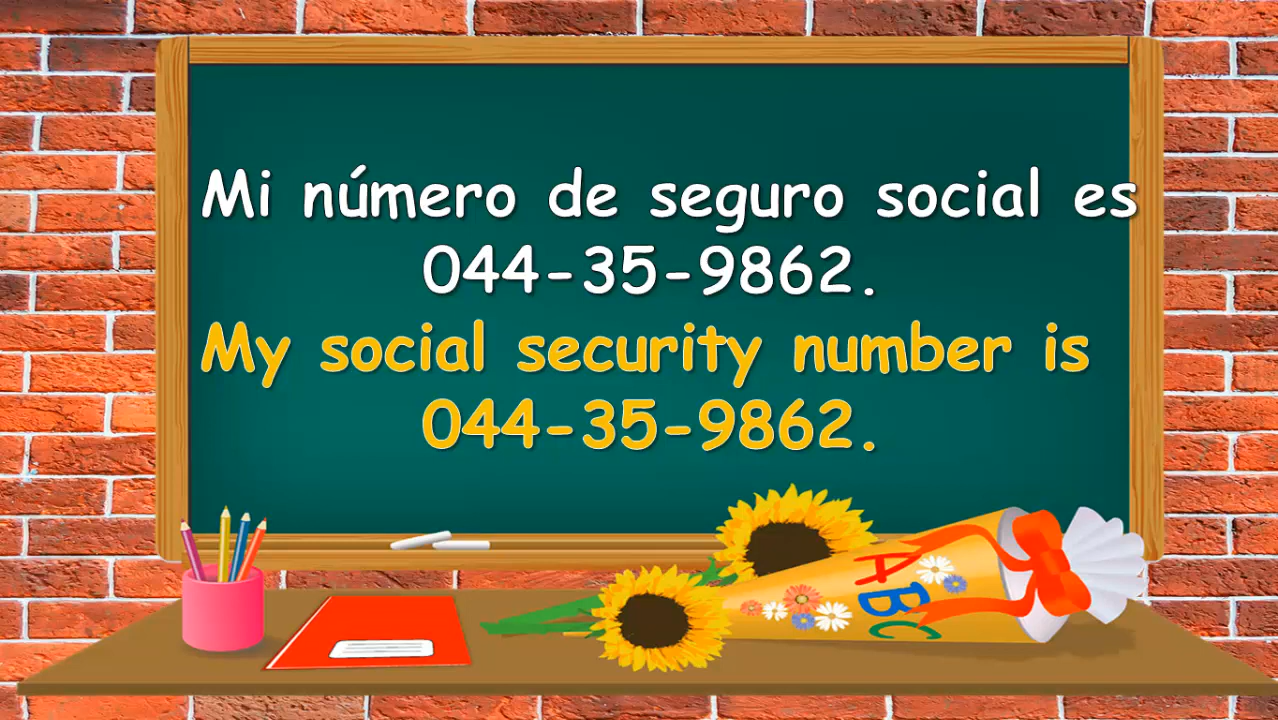 Mi número de seguro social es
044-35-9862.
My social security number is
044-35-9862.
ABC